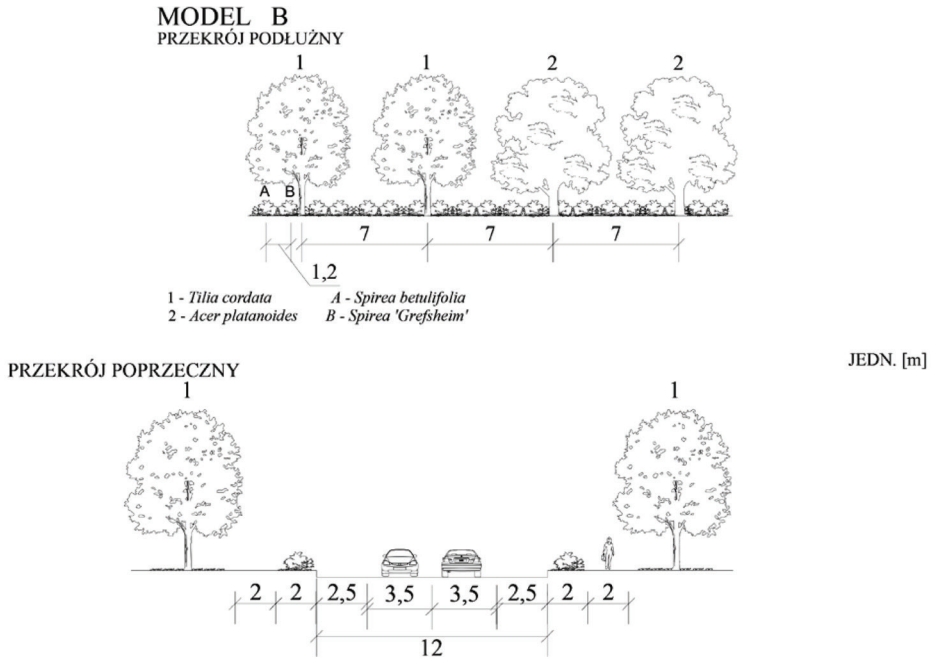 MODEL B
PRZEKRÓJ PODŁUŻNY
1 1 2 2
A B
7 7 7
1,2
1 - Tilia cordata A - Spirea betulifolia
2 - Acer platanoides B - Spirea 'Grefsheim'
JEDN. [m]
PRZEKRÓJ POPRZECZNY
1 1
2 2 2,5 3,5 3,5 2,5 2 2
12